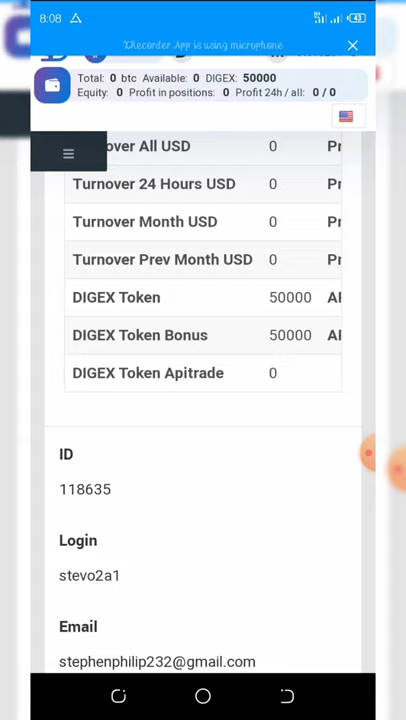 8:08
43
XRecorder App is using microphone
Total: 0 btc Available: 0 DIGEX: 50000
Equity: 0 Profit in positions: 0 Profit 24h / all: 0 / 0
over All USD 0 Pr
Turnover 24 Hours USD 0 Pr
Turnover Month USD 0 Pr
Turnover Prev Month USD 0 Pr
DIGEX Token 50000
DIGEX Token Bonus 50000
DIGEX Token Apitrade 0
ID
118635
Login
stevo2a1
Email
stephenphilip232@gmail.com